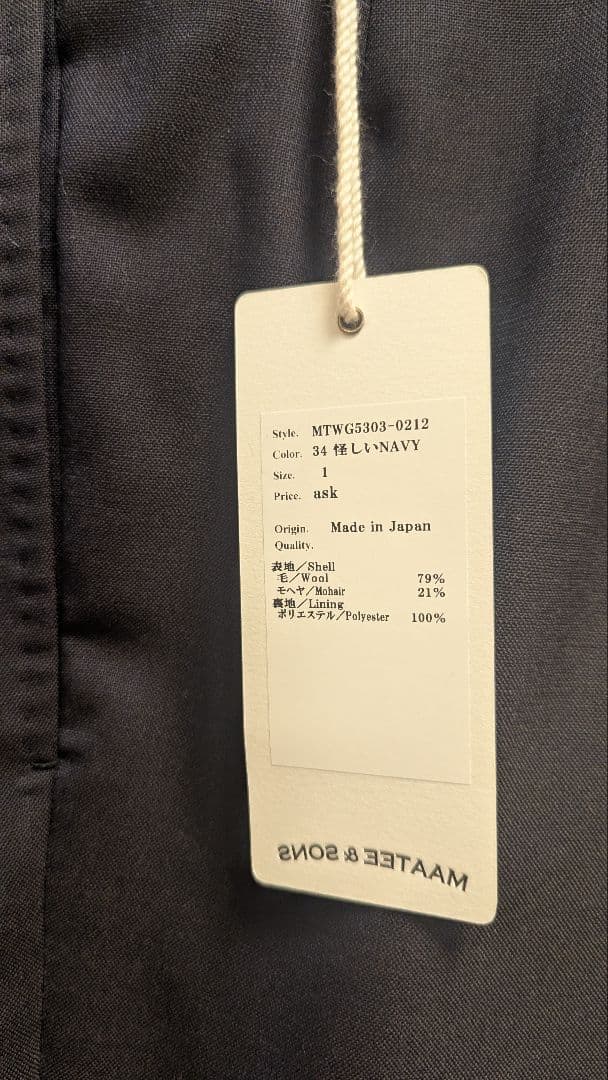 Style. MTWG5303-0212
Color. 34 怪しいNAVY
Size. 1
Price. ask
Origin. Made in Japan
Quality.
表地/Shell
毛/Wool 79%
モヘヤ/Mohair 21%
裏地/Lining
ポリエステル/Polyester 100%
MAATEE & SONS